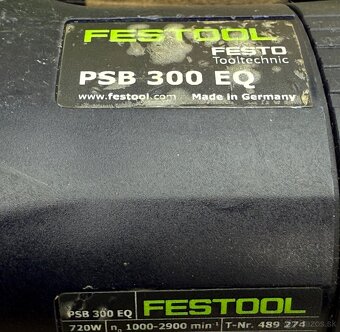 FESTOOL
FESTO
Tooltechnic
PSB 300 EQ
www.festool.com Made in Germany
PSB 300 EQ FESTOOL
720W n₀ 1000-2900 min⁻¹ T-Nr. 489 274